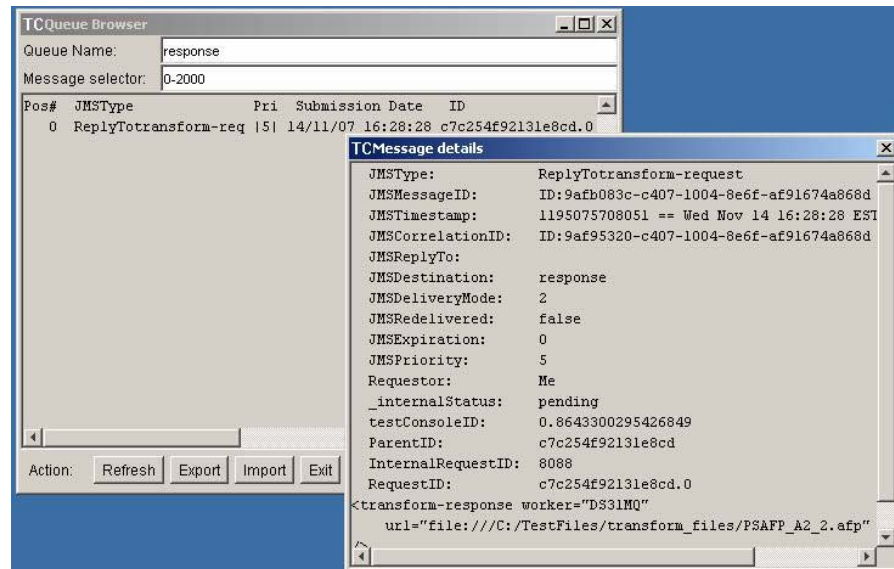 TCQueue Browser
Queue Name: response
Message selector: 0-2000
Pos# JMSType Pri Submission Date ID
0 ReplyTotransform-req |5| 14/11/07 16:28:28 c7c254f92131e8cd.0
Action: Refresh Export Import Exit
TCMessage details
JMSType: ReplyTotransform-request
JMSMessageID: ID:9afb083c-c407-1004-8e6f-af91674a868d
JMSTimestamp: 1195075708051 == Wed Nov 14 16:28:28 EST
JMSCorrelationID: ID:9af95320-c407-1004-8e6f-af91674a868d
JMSReplyTo:
JMSDestination: response
JMSDeliveryMode: 2
JMSRedelivered: false
JMSExpiration: 0
JMSPriority: 5
Requestor: Me
_internalStatus: pending
testConsoleID: 0.8643300295426849
ParentID: c7c254f92131e8cd
InternalRequestID: 8088
RequestID: c7c254f92131e8cd.0
<transform-response worker="DS31MQ"
url="file:///C:/TestFiles/transform_files/PSAFP_A2_2.afp"
/>